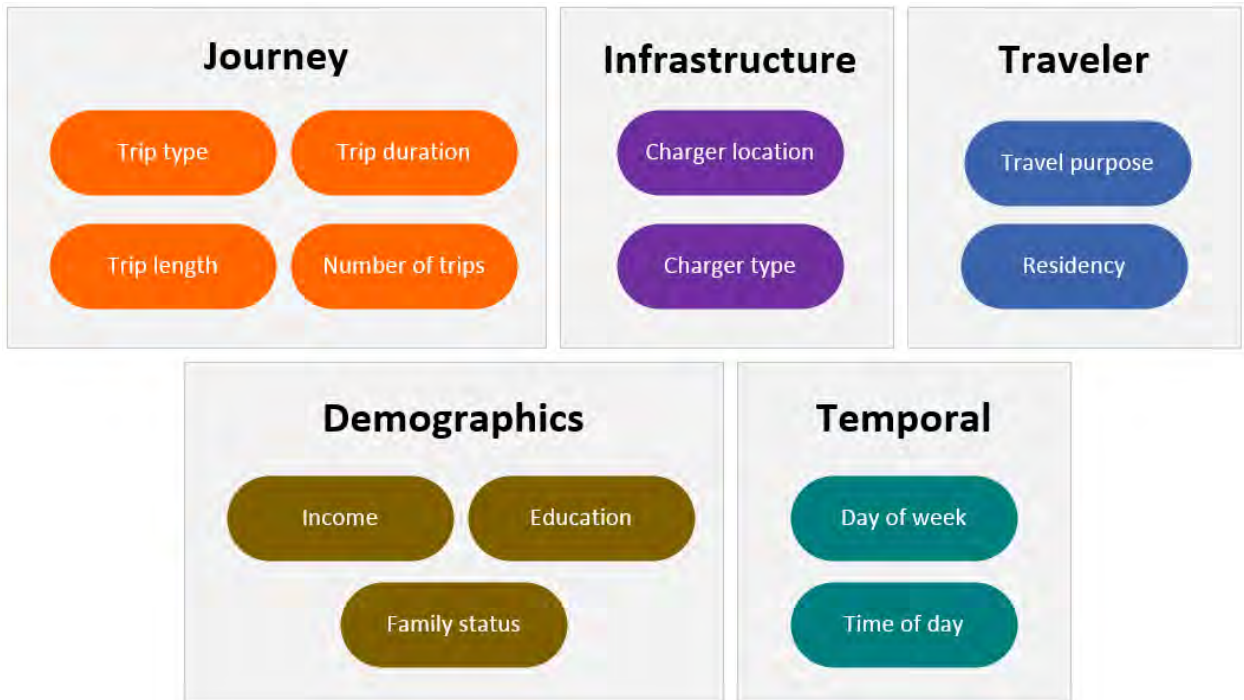 Journey
Trip type
Trip duration
Trip length
Number of trips
Infrastructure
Charger location
Charger type
Traveler
Travel purpose
Residency
Demographics
Income
Education
Family status
Temporal
Day of week
Time of day